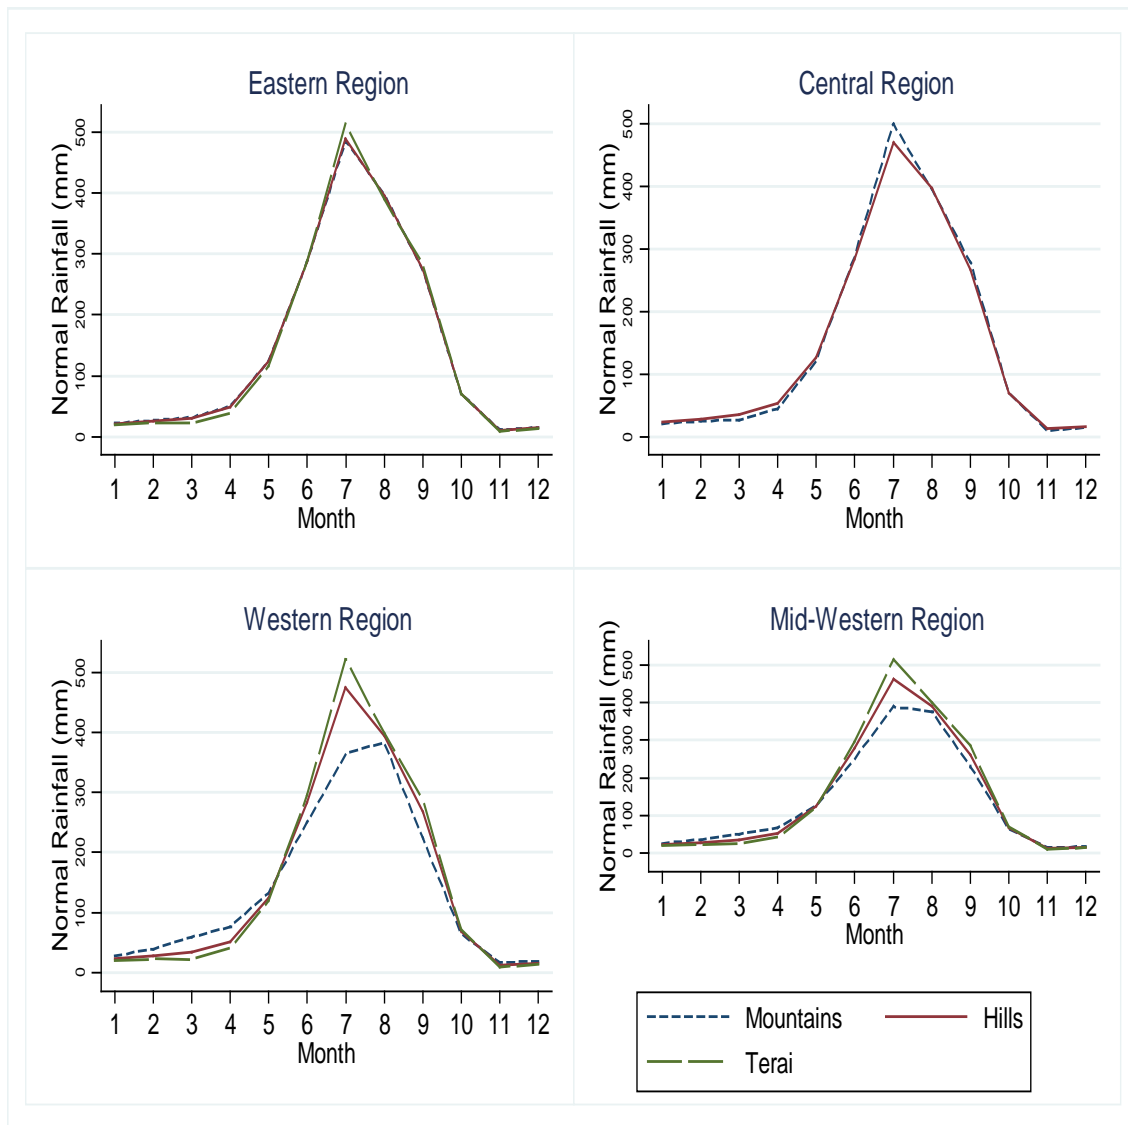 Eastern Region
Normal Rainfall (mm)
500
400
300
200
100
0
1 2 3 4 5 6 7 8 9 10 11 12
Month
Central Region
Normal Rainfall (mm)
500
400
300
200
100
0
1 2 3 4 5 6 7 8 9 10 11 12
Month
Western Region
Normal Rainfall (mm)
500
400
300
200
100
0
1 2 3 4 5 6 7 8 9 10 11 12
Month
Mid-Western Region
Normal Rainfall (mm)
500
400
300
200
100
0
1 2 3 4 5 6 7 8 9 10 11 12
Month
Mountains Hills
Terai